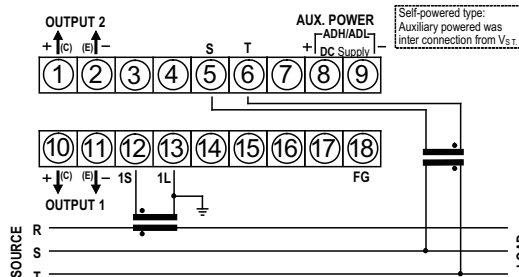 OUTPUT 2
+ (C) (E) –
S T
AUX. POWER
ADH/ADL
+ –
DC Supply
Self-powered type:
Auxiliary powered was
inter connection from VS.T.
1 2 3 4 5 6 7 8 9
10 11 12 13 14 15 16 17 18
+ (C) (E) –
1S 1L
FG
OUTPUT 1
SOURCE
R
S
T
LOAD